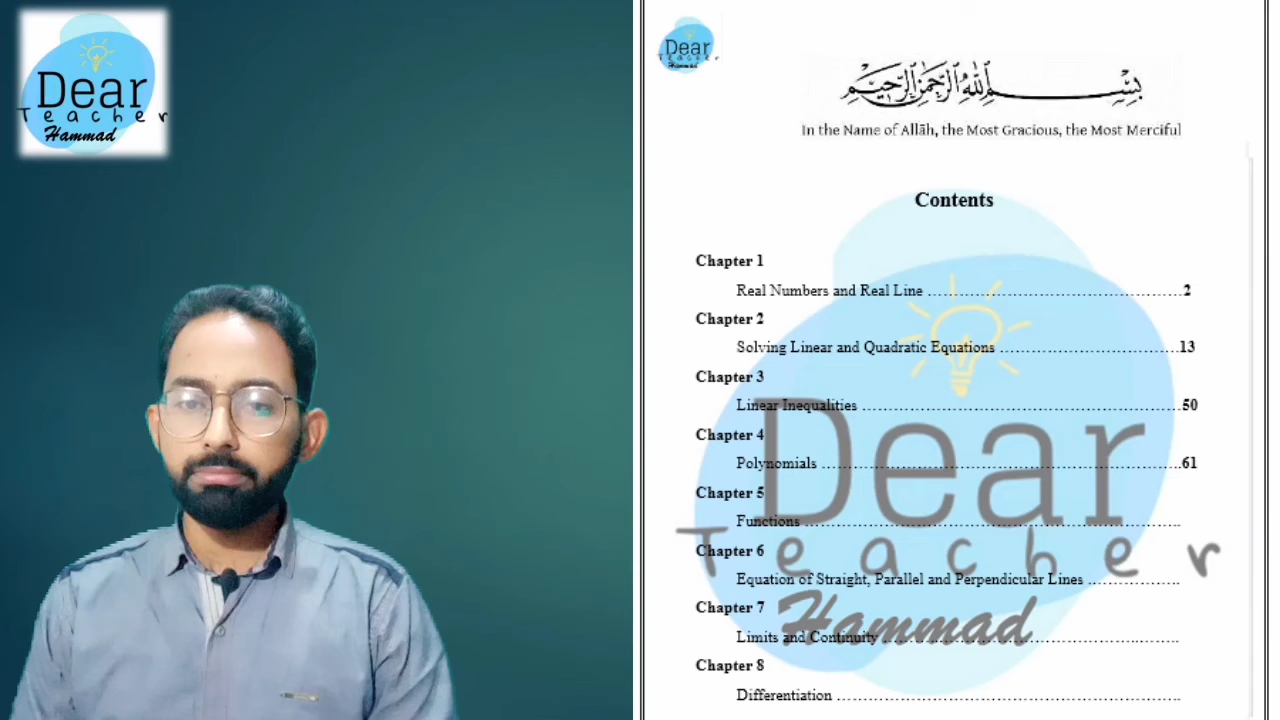 Dear
Teacher
Hammad
Dear
Teacher
Hammad
بِسْمِ اللهِ الرَّحْمٰنِ الرَّحِيْمِ
In the Name of Allāh, the Most Gracious, the Most Merciful
Contents
Chapter 1
Real Numbers and Real Line ……………………………………………2
Chapter 2
Solving Linear and Quadratic Equations ………………………………13
Chapter 3
Linear Inequalities ………………………………………………………50
Chapter 4
Polynomials ………………………………………………………………61
Chapter 5
Functions …………………………………………………………………
Chapter 6
Equation of Straight, Parallel and Perpendicular Lines ………………
Chapter 7
Limits and Continuity ……………………………………………………
Chapter 8
Differentiation ……………………………………………………………
Dear
Teacher
Hammad